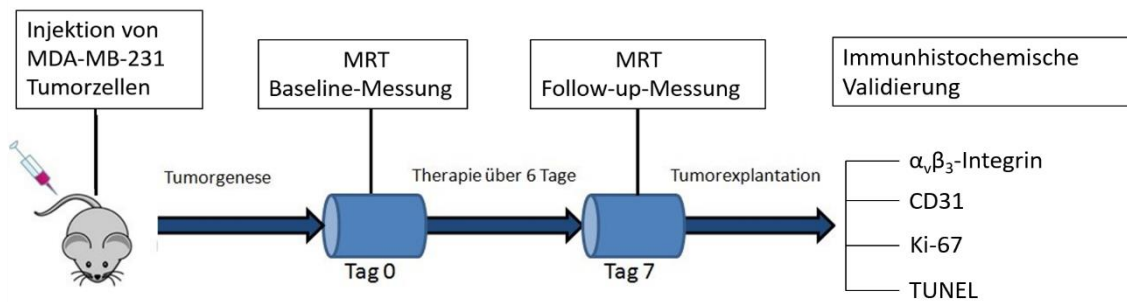 Injektion von
MDA-MB-231
Tumorzellen
MRT
Baseline-Messung
MRT
Follow-up-Messung
Immunhistochemische
Validierung
Tumorgenese
Therapie über 6 Tage
Tumorexplantation
Tag 0
Tag 7
αvβ3-Integrin
CD31
Ki-67
TUNEL